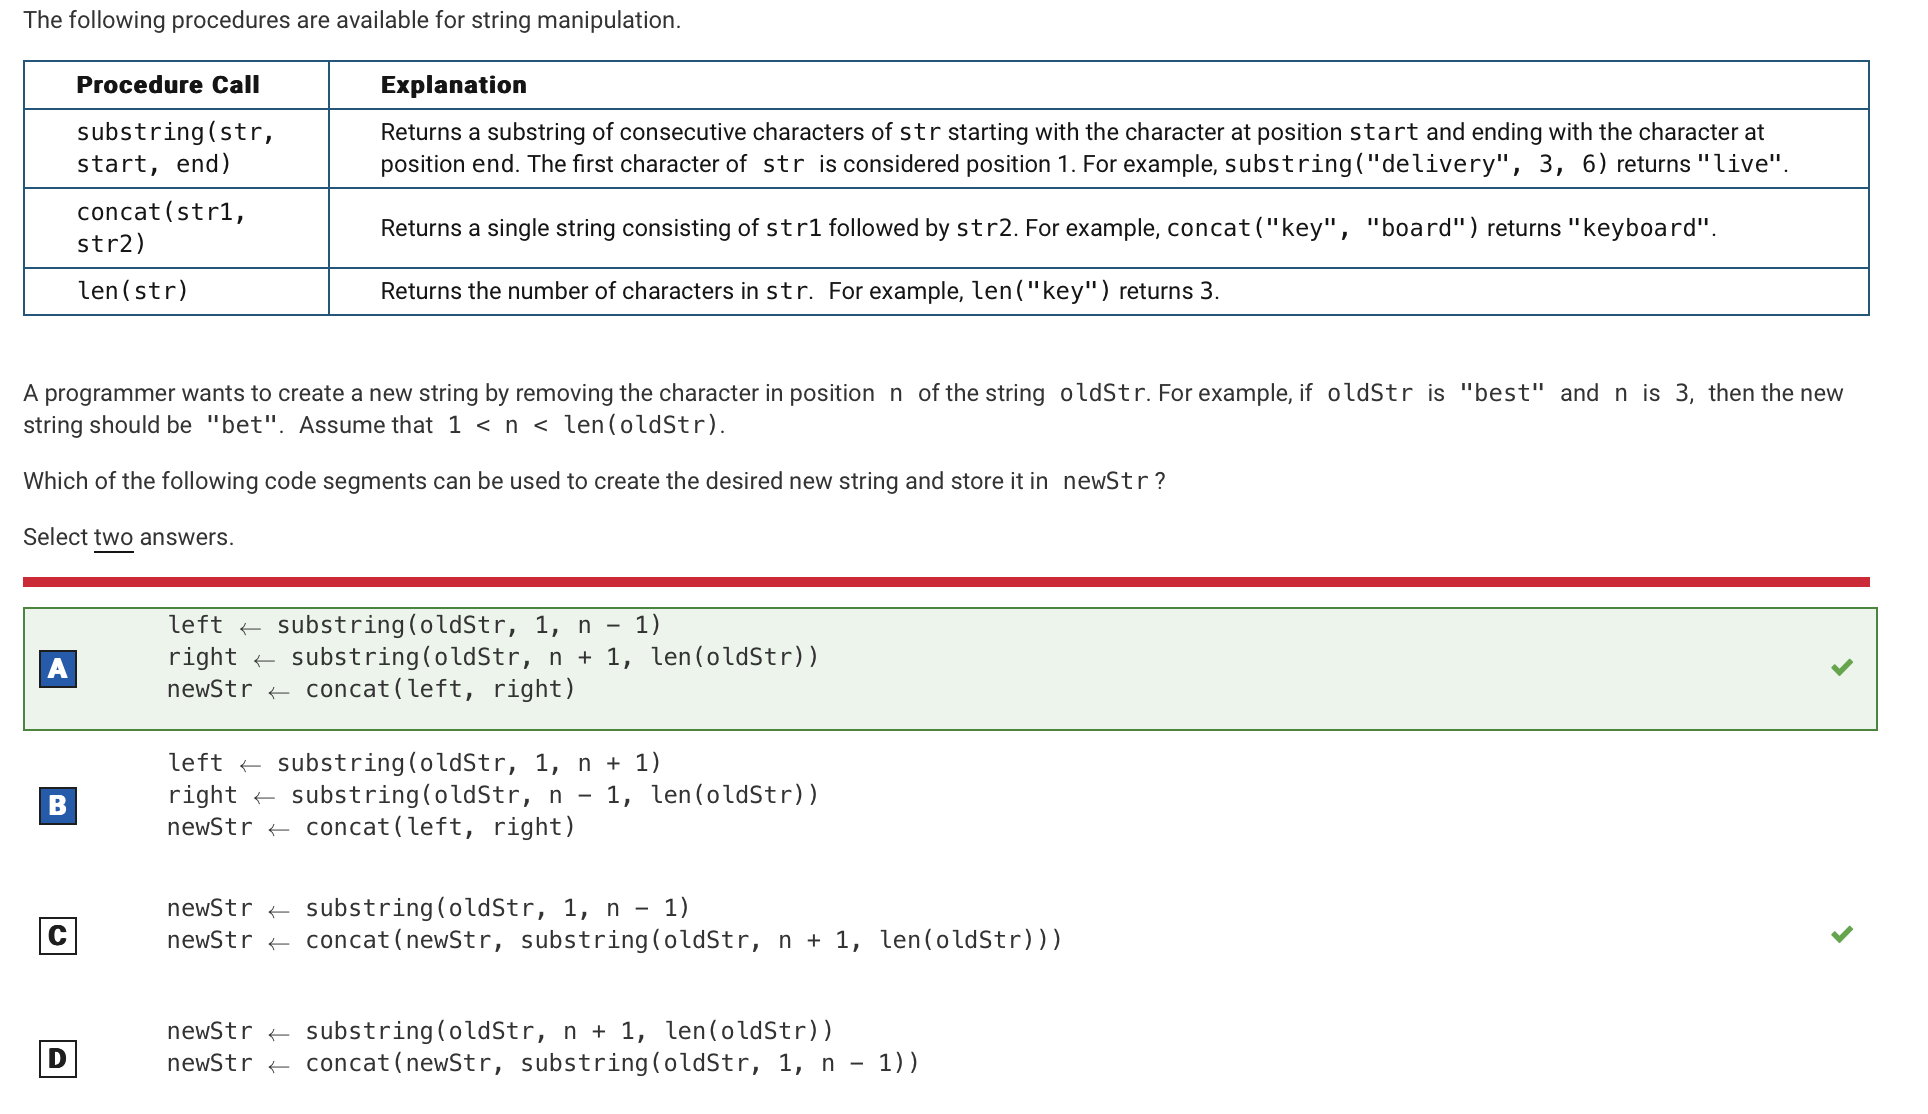 The following procedures are available for string manipulation.
Procedure Call
Explanation
substring(str,
start, end)
Returns a substring of consecutive characters of str starting with the character at position start and ending with the character at
position end. The first character of str is considered position 1. For example, substring("delivery", 3, 6) returns "live".
concat(str1,
str2)
Returns a single string consisting of str1 followed by str2. For example, concat("key", "board") returns "keyboard".
len(str)
Returns the number of characters in str. For example, len("key") returns 3.
A programmer wants to create a new string by removing the character in position n of the string oldStr. For example, if oldStr is "best" and n is 3, then the new
string should be "bet". Assume that 1 < n < len(oldStr).
Which of the following code segments can be used to create the desired new string and store it in newStr ?
Select two answers.
A
left ← substring(oldStr, 1, n − 1)
right ← substring(oldStr, n + 1, len(oldStr))
newStr ← concat(left, right)
B
left ← substring(oldStr, 1, n + 1)
right ← substring(oldStr, n − 1, len(oldStr))
newStr ← concat(left, right)
C
newStr ← substring(oldStr, 1, n − 1)
newStr ← concat(newStr, substring(oldStr, n + 1, len(oldStr)))
D
newStr ← substring(oldStr, n + 1, len(oldStr))
newStr ← concat(newStr, substring(oldStr, 1, n − 1))